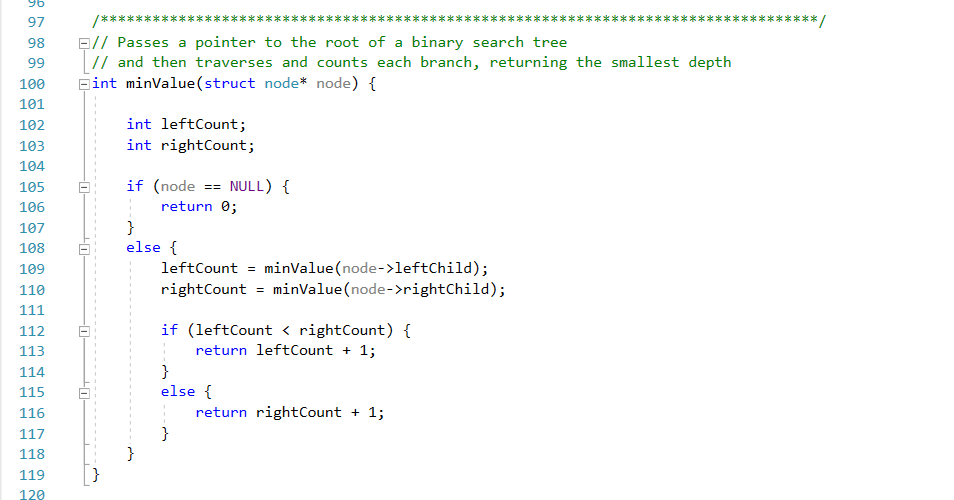 96
97 /************************************************************************************/
98 // Passes a pointer to the root of a binary search tree
99 // and then traverses and counts each branch, returning the smallest depth
100 int minValue(struct node* node) {
101
102 int leftCount;
103 int rightCount;
104
105 if (node == NULL) {
106 return 0;
107 }
108 else {
109 leftCount = minValue(node->leftChild);
110 rightCount = minValue(node->rightChild);
111
112 if (leftCount < rightCount) {
113 return leftCount + 1;
114 }
115 else {
116 return rightCount + 1;
117 }
118 }
119 }
120